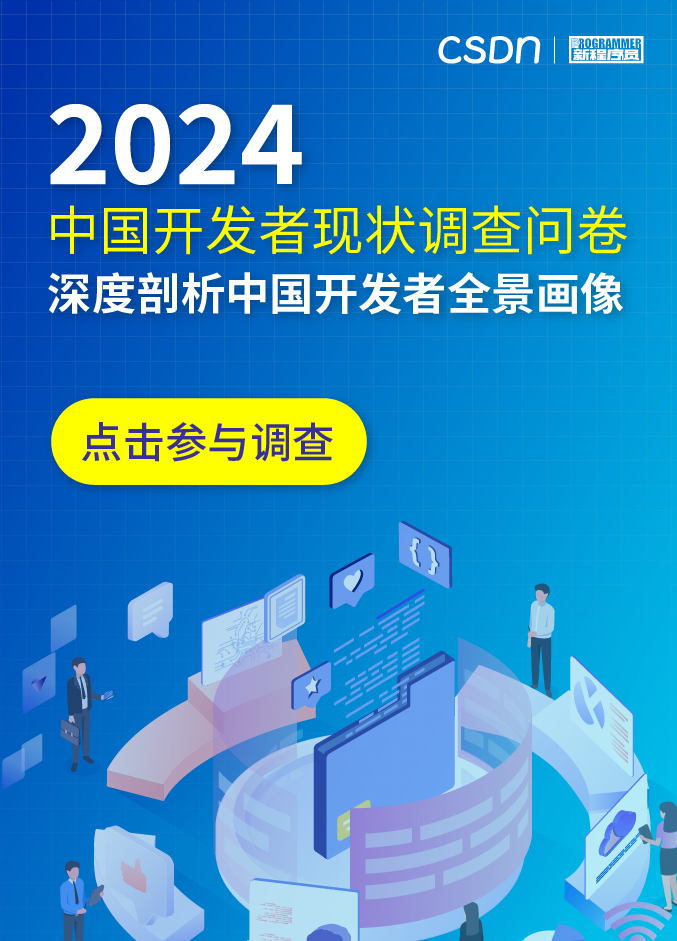 CSDN
PROGRAMMER
新程序员
2024
中国开发者现状调查问卷
深度剖析中国开发者全景画像
点击参与调查
{ }